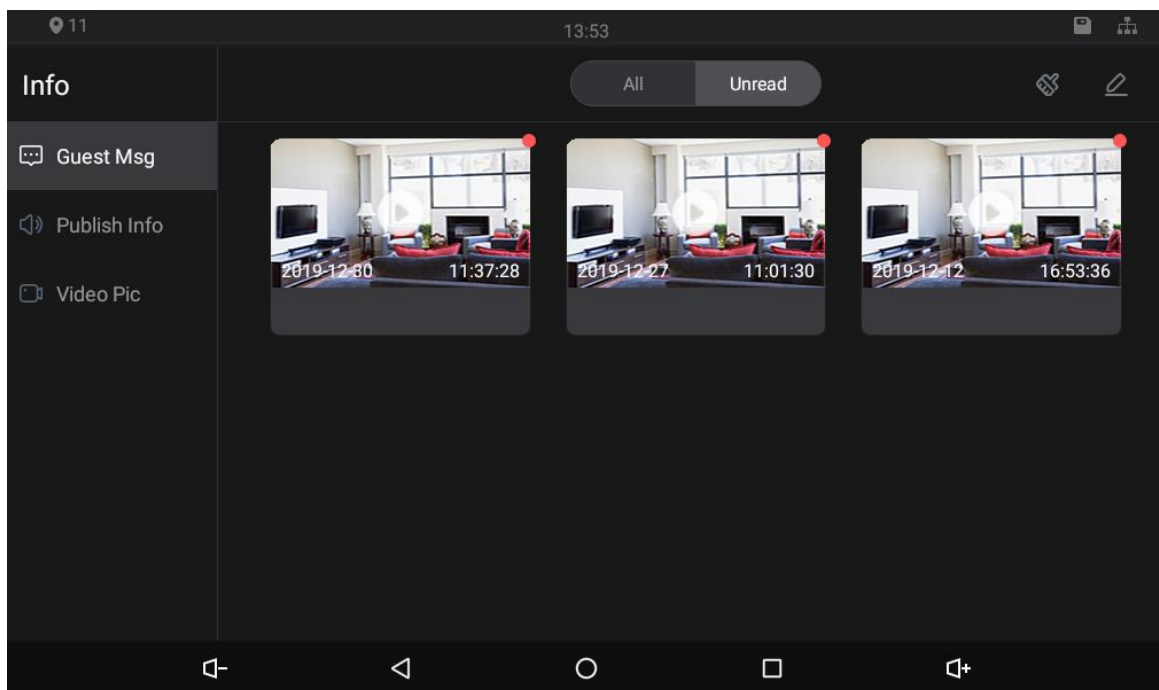 11
13:53
Info
All
Unread
Guest Msg
Publish Info
Video Pic
2019-12-30 11:37:28
2019-12-27 11:01:30
2019-12-12 16:53:36